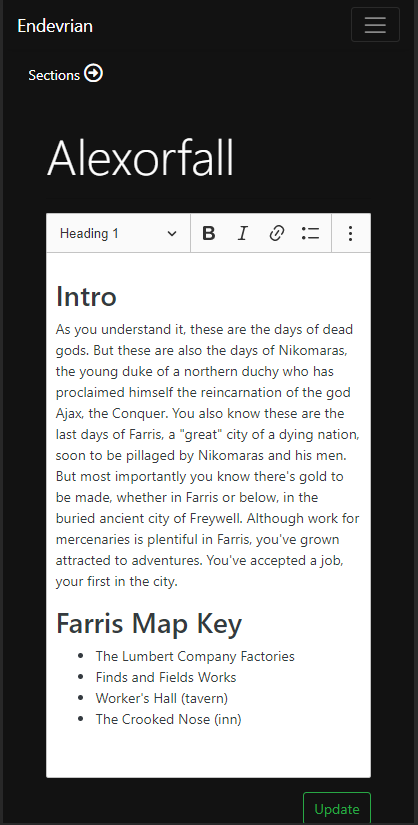 Endevrian
Sections
Alexorfall
Heading 1
B I
Intro
As you understand it, these are the days of dead
gods. But these are also the days of Nikomaras,
the young duke of a northern duchy who has
proclaimed himself the reincarnation of the god
Ajax, the Conquer. You also know these are the
last days of Farris, a "great" city of a dying nation,
soon to be pillaged by Nikomaras and his men.
But most importantly you know there's gold to
be made, whether in Farris or below, in the
buried ancient city of Freywell. Although work for
mercenaries is plentiful in Farris, you've grown
attracted to adventures. You've accepted a job,
your first in the city.
Farris Map Key
• The Lumbert Company Factories
• Finds and Fields Works
• Worker's Hall (tavern)
• The Crooked Nose (inn)
Update